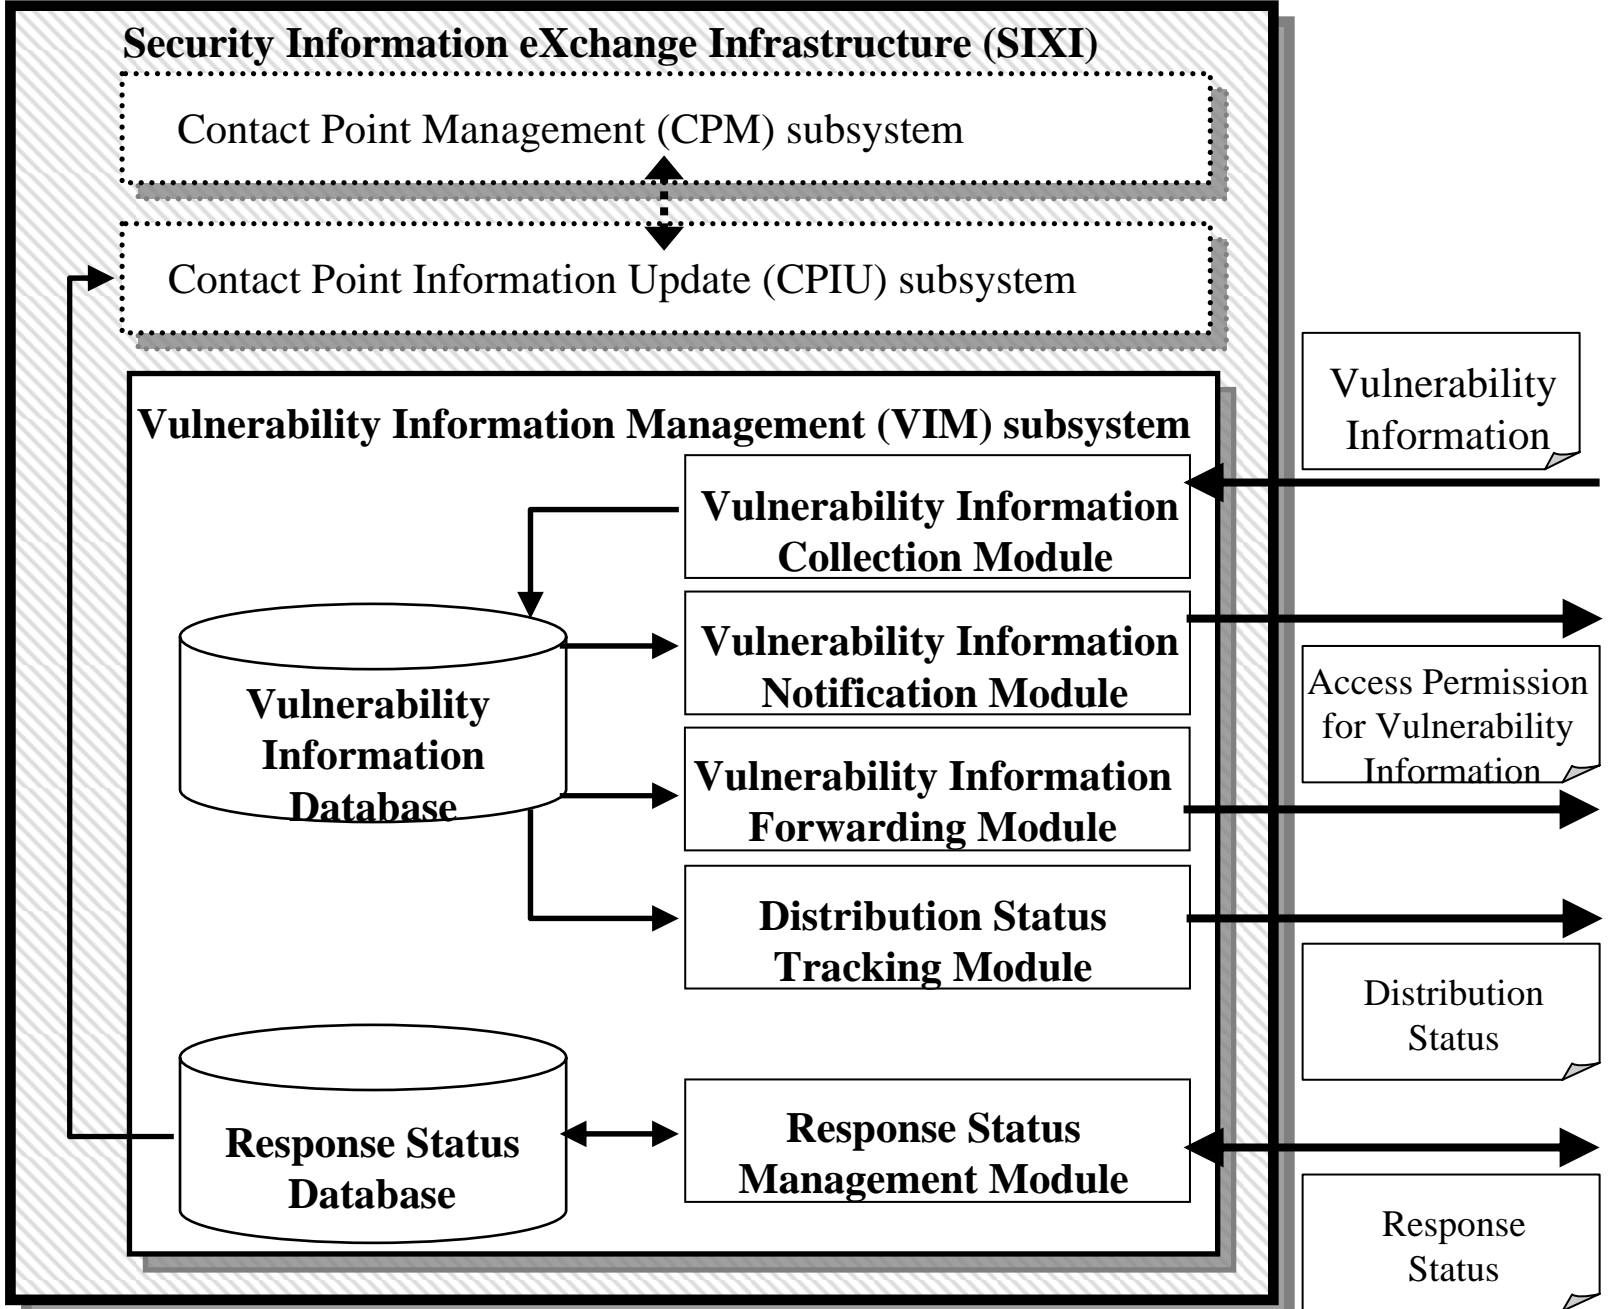 Security Information eXchange Infrastructure (SIXI)
Contact Point Management (CPM) subsystem
Contact Point Information Update (CPIU) subsystem
Vulnerability Information Management (VIM) subsystem
Vulnerability Information
Collection Module
Vulnerability Information
Notification Module
Vulnerability Information
Forwarding Module
Distribution Status
Tracking Module
Response Status
Management Module
Vulnerability
Information
Database
Response Status
Database
Vulnerability
Information
Access Permission
for Vulnerability
Information
Distribution
Status
Response
Status